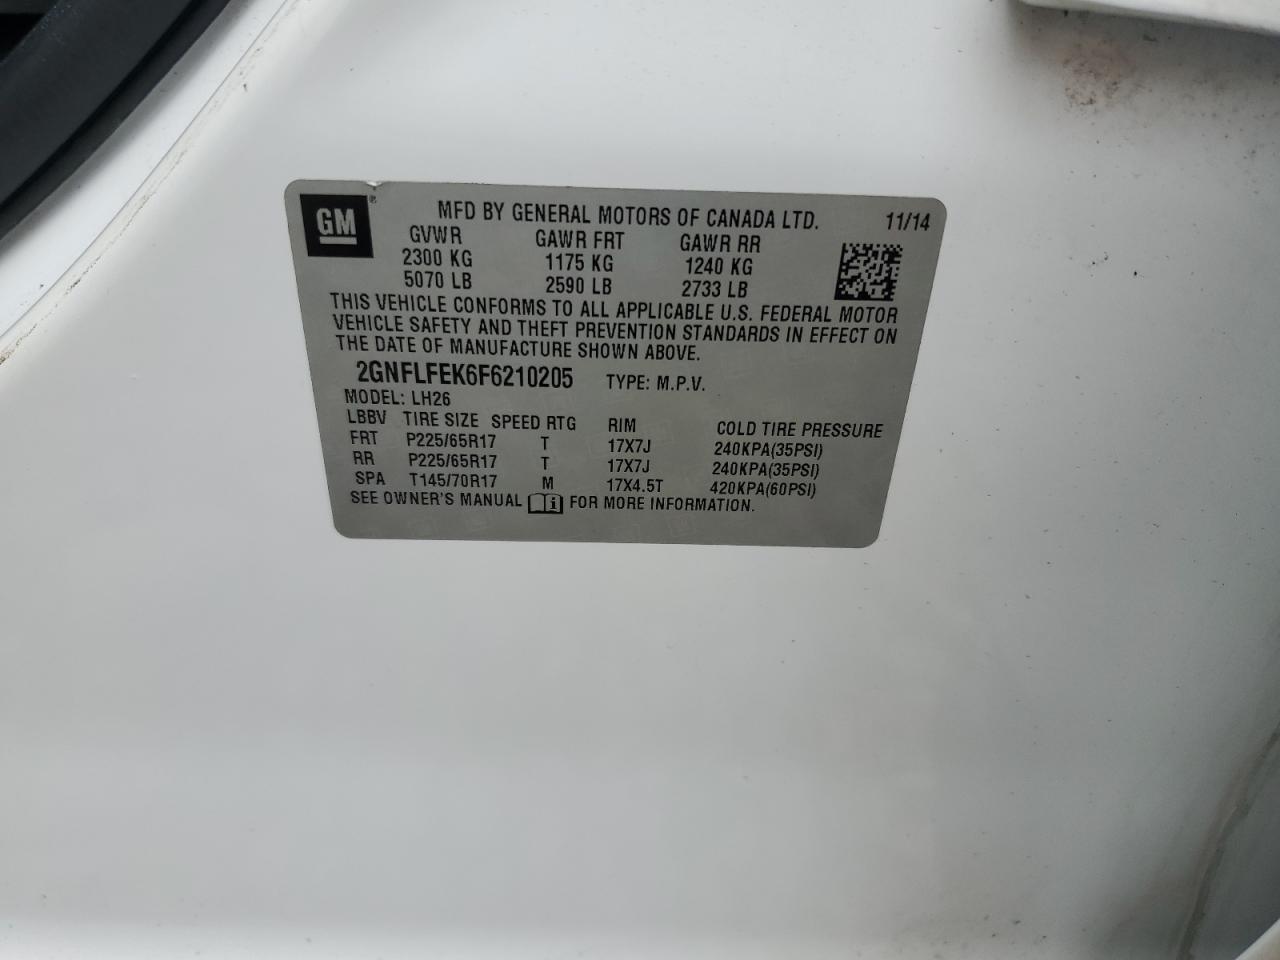 GM ® MFD BY GENERAL MOTORS OF CANADA LTD. 11/14
GVWR GAWR FRT GAWR RR
2300 KG 1175 KG 1240 KG
5070 LB 2590 LB 2733 LB
THIS VEHICLE CONFORMS TO ALL APPLICABLE U.S. FEDERAL MOTOR
VEHICLE SAFETY AND THEFT PREVENTION STANDARDS IN EFFECT ON
THE DATE OF MANUFACTURE SHOWN ABOVE.
2GNFLFEK6F6210205 TYPE: M.P.V.
MODEL: LH26
LBBV TIRE SIZE SPEED RTG RIM COLD TIRE PRESSURE
FRT P225/65R17 T 17X7J 240KPA(35PSI)
RR P225/65R17 T 17X7J 240KPA(35PSI)
SPA T145/70R17 M 17X4.5T 420KPA(60PSI)
SEE OWNER'S MANUAL i FOR MORE INFORMATION.